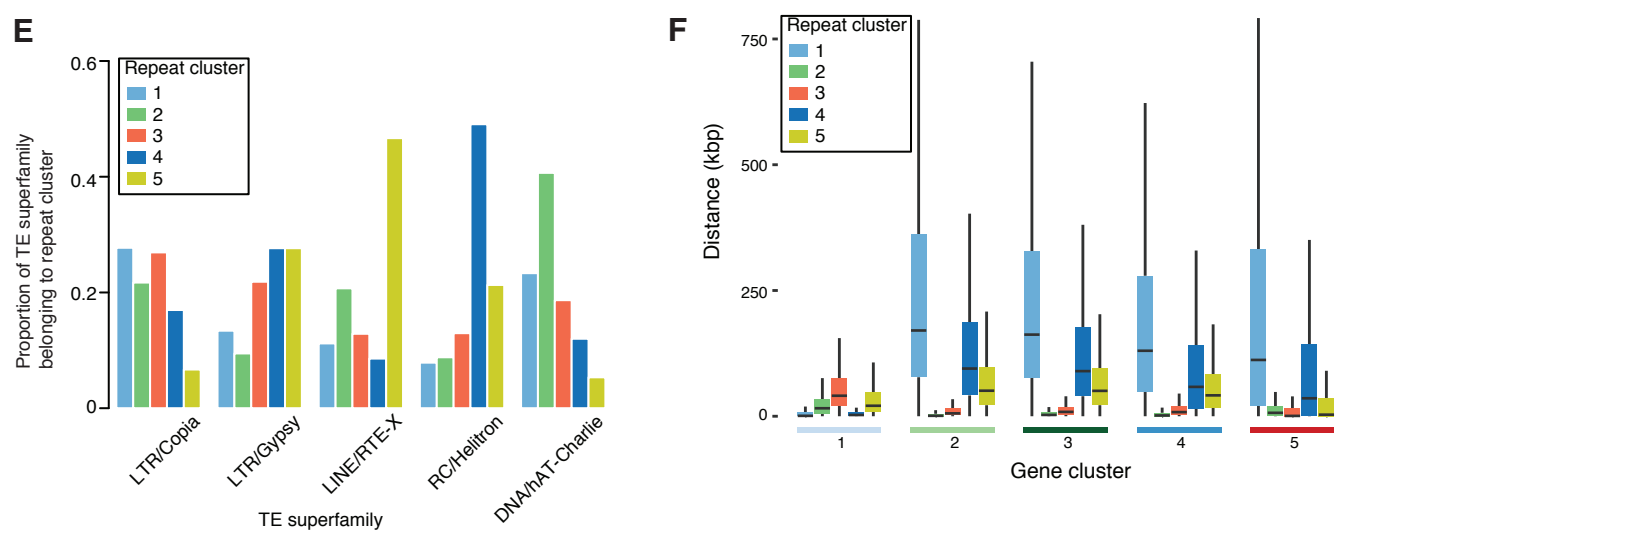 E
Repeat cluster
1
2
3
4
5
0.6
0.4
0.2
0
Proportion of TE superfamily
belonging to repeat cluster
LTR/Copia
LTR/Gypsy
LINE/RTE-X
RC/Helitron
DNA/hAT-Charlie
TE superfamily
F
Repeat cluster
1
2
3
4
5
750
500
250
0
Distance (kbp)
1
2
3
4
5
Gene cluster